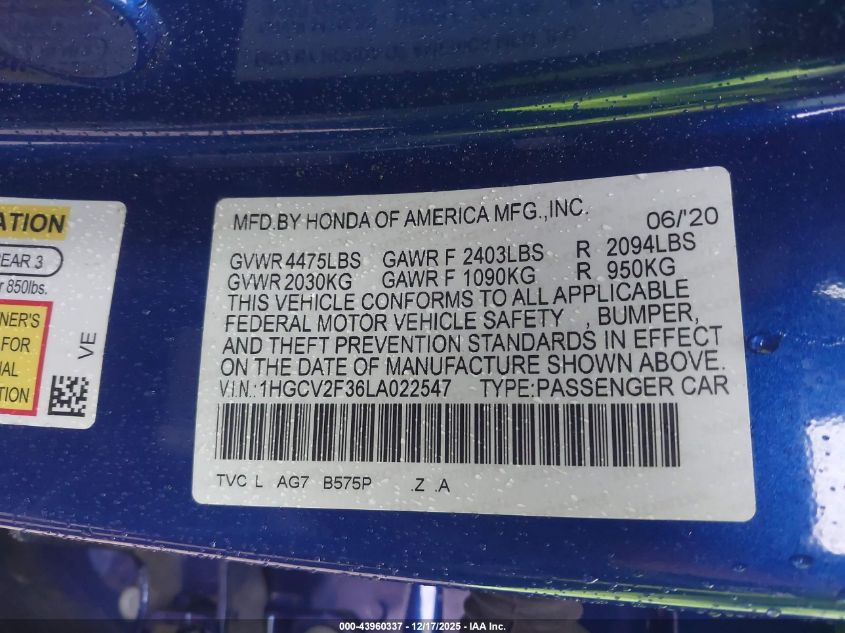 ATION
REAR 3
850lbs.
NER'S
FOR
IAL
TION
VE
MFD.BY HONDA OF AMERICA MFG.,INC. 06/'20
GVWR 4475LBS GAWR F 2403LBS R 2094LBS
GVWR 2030KG GAWR F 1090KG R 950KG
THIS VEHICLE CONFORMS TO ALL APPLICABLE
FEDERAL MOTOR VEHICLE SAFETY , BUMPER,
AND THEFT PREVENTION STANDARDS IN EFFECT
ON THE DATE OF MANUFACTURE SHOWN ABOVE.
V.I.N.:1HGCV2F36LA022547 TYPE:PASSENGER CAR
TVC L AG7 B575P .Z .A
000-43960337 - 12/17/2025 - IAA Inc.